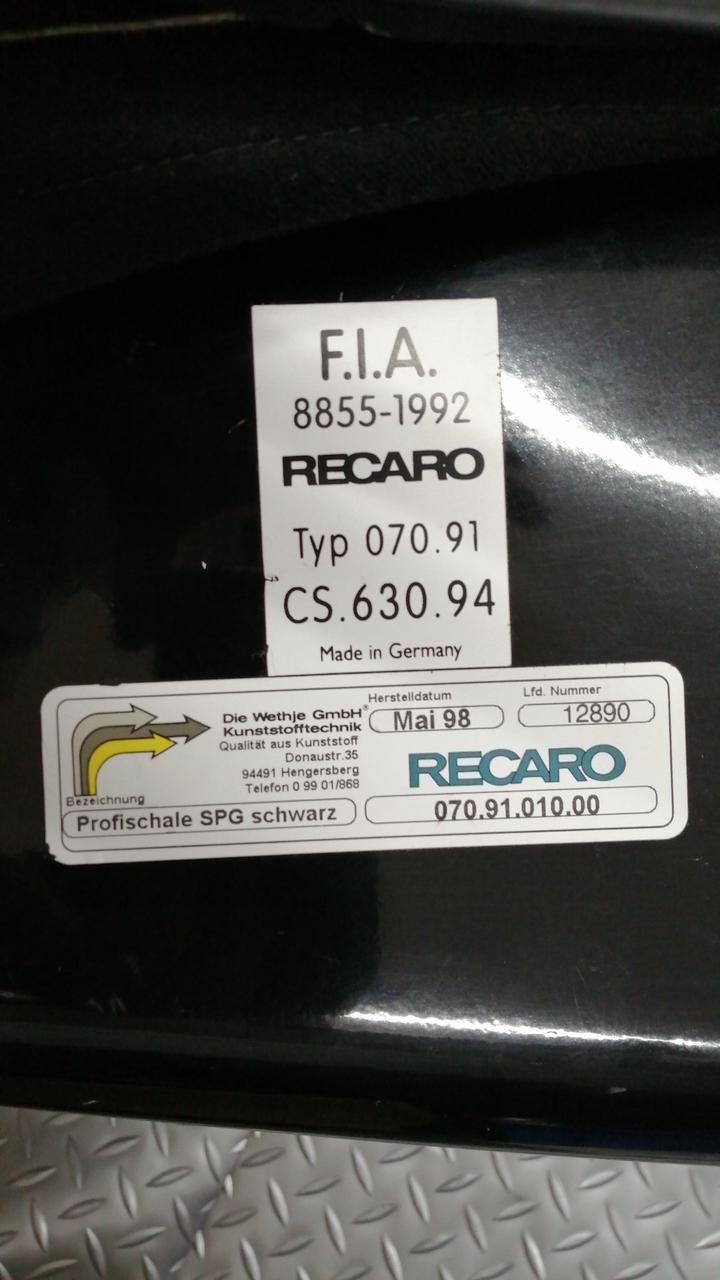 F.I.A.
8855-1992
RECARO
Typ 070.91
CS.630.94
Made in Germany
Die Wethje GmbH®
Kunststofftechnik
Qualität aus Kunststoff
Donaustr.35
94491 Hengersberg
Telefon 0 99 01/868
Bezeichnung
Profischale SPG schwarz
Herstelldatum
Mai 98
Lfd. Nummer
12890
RECARO
070.91.010.00